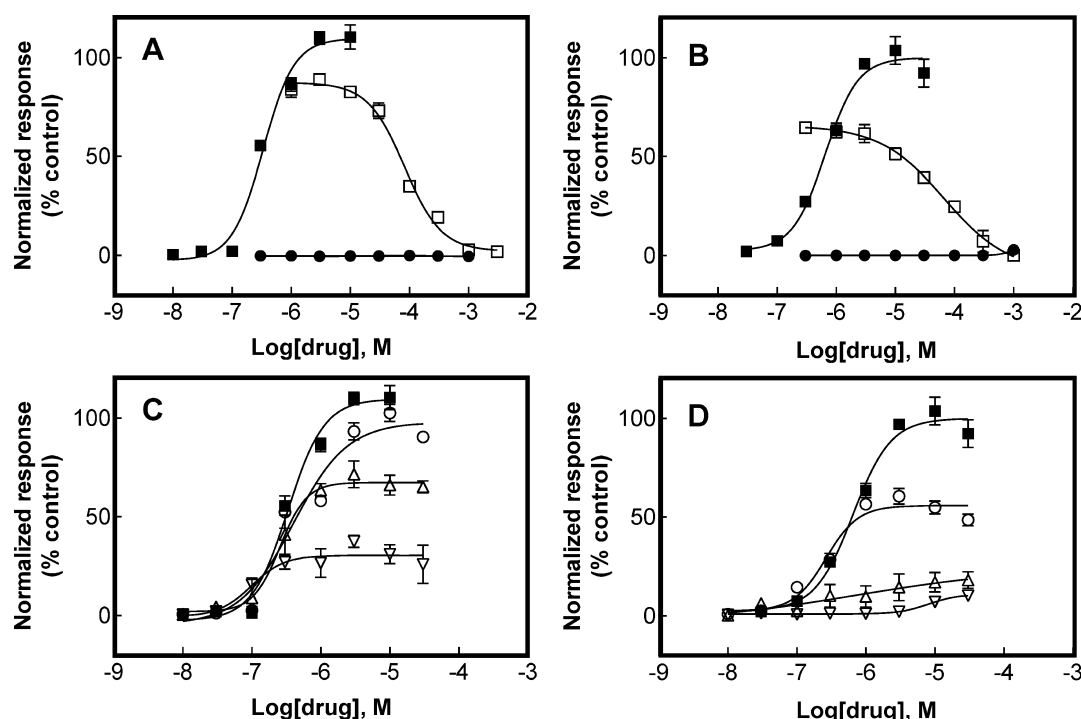 A
Normalized response
(% control)
100
50
0
-9 -8 -7 -6 -5 -4 -3 -2
Log[drug], M
B
Normalized response
(% control)
100
50
0
-9 -8 -7 -6 -5 -4 -3 -2
Log[drug], M
C
Normalized response
(% control)
100
50
0
-9 -8 -7 -6 -5 -4 -3
Log[drug], M
D
Normalized response
(% control)
100
50
0
-9 -8 -7 -6 -5 -4 -3
Log[drug], M